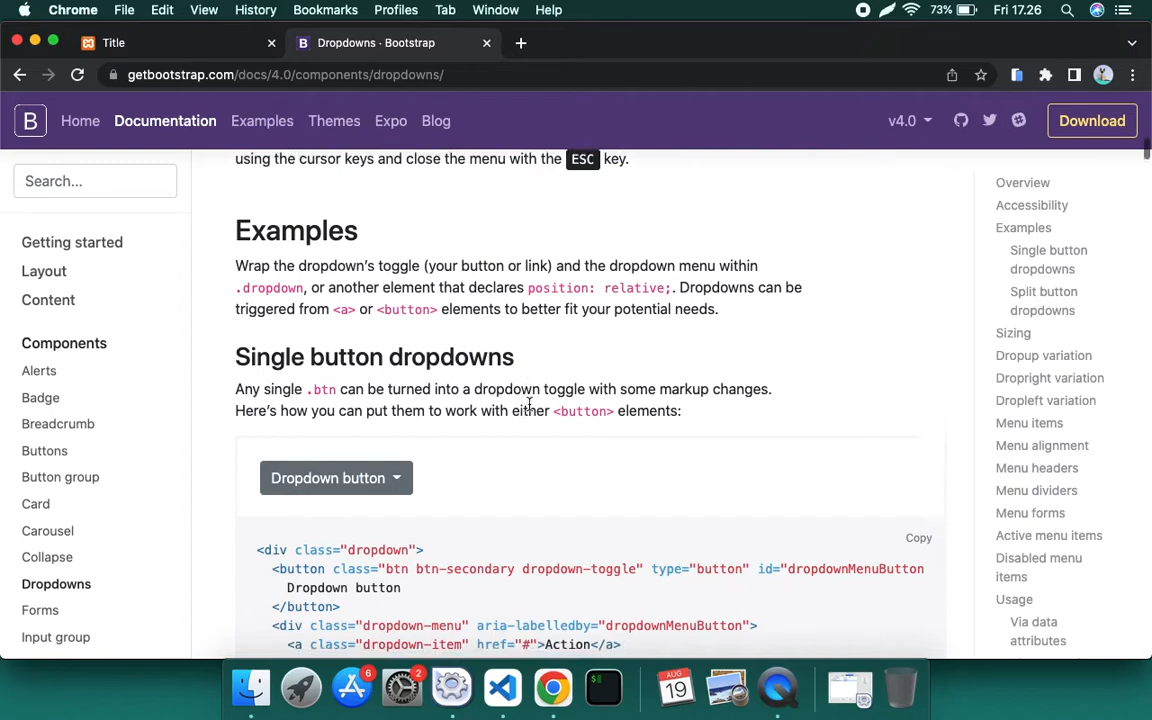 Chrome File Edit View History Bookmarks Profiles Tab Window Help 73% Fri 17.26
Title
B Dropdowns · Bootstrap
getbootstrap.com/docs/4.0/components/dropdowns/
B Home Documentation Examples Themes Expo Blog v4.0 Download
Search...
Getting started
Layout
Content
Components
Alerts
Badge
Breadcrumb
Buttons
Button group
Card
Carousel
Collapse
Dropdowns
Forms
Input group
using the cursor keys and close the menu with the ESC key.
Examples
Wrap the dropdown’s toggle (your button or link) and the dropdown menu within
.dropdown, or another element that declares position: relative;. Dropdowns can be
triggered from <a> or <button> elements to better fit your potential needs.
Single button dropdowns
Any single .btn can be turned into a dropdown toggle with some markup changes.
Here’s how you can put them to work with either <button> elements:
Dropdown button
Copy
<div class="dropdown">
<button class="btn btn-secondary dropdown-toggle" type="button" id="dropdownMenuButton
Dropdown button
</button>
<div class="dropdown-menu" aria-labelledby="dropdownMenuButton">
<a class="dropdown-item" href="#">Action</a>
Overview
Accessibility
Examples
Single button
dropdowns
Split button
dropdowns
Sizing
Dropup variation
Dropright variation
Dropleft variation
Menu items
Menu alignment
Menu headers
Menu dividers
Menu forms
Active menu items
Disabled menu
items
Usage
Via data
attributes
6
2
AUG
19